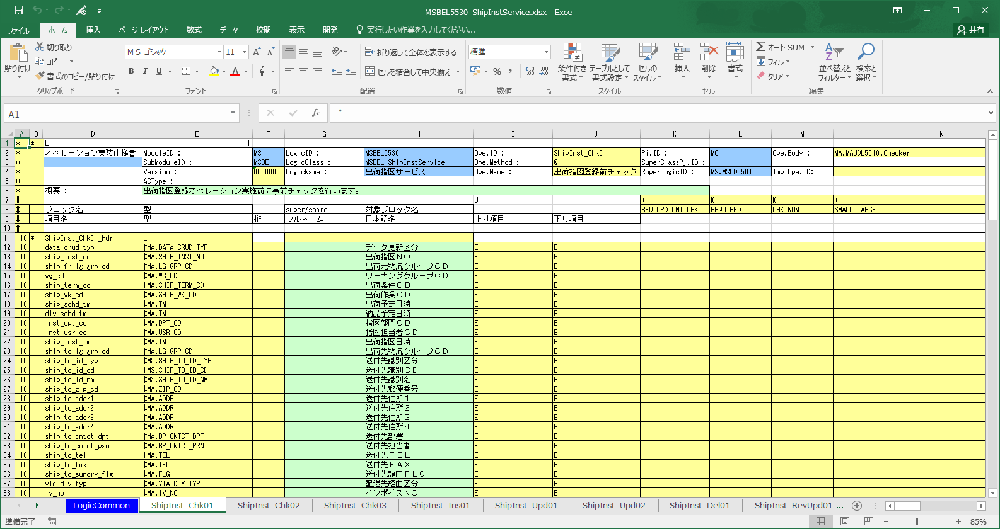 MSBEL5530_ShipInstService.xlsx - Excel
ファイル ホーム 挿入 ページ レイアウト 数式 データ 校閲 表示 開発 実行したい作業を入力してください... 共有
貼り付け 切り取り コピー 書式のコピー/貼り付け クリップボード
ＭＳ ゴシック 11 A A
B I U A 亜 フォント
折り返して全体を表示する
セルを結合して中央揃え 配置
標準
% , 数値
条件付き書式 テーブルとして書式設定 セルのスタイル スタイル
挿入 削除 書式 セル
Σ オート SUM フィル クリア 並べ替えとフィルター 検索と選択 編集
A1 fx *
A B D E F G H I J K L M N
1 * * L 1
2 * オペレーション実装仕様書 ModuleID : MS LogicID : MSBEL5530 Ope.ID : ShipInst_Chk01 Pj.ID : MC Ope.Body : MA.MAUDL5010.Checker
3 * SubModuleID : MSBE LogicClass : MSBEL_ShipInstService Ope.Method : @ SuperClassPj.ID :
4 * Version : 000000 LogicName : 出荷指図サービス Ope.Name : 出荷指図登録前チェック SuperLogicID : MS.MSUDL5010 ImplOpe.ID:
5 * ACType :
6 * 概要 : 出荷指図登録オペレーション実施前に事前チェックを行います。
7 # U K K K K
8 # ブロック名 型 super/share 対象ブロック名 REQ_UPD_CNT_CHK REQUIRED CHK_NUM SMALL_LARGE
9 # 項目名 型 桁 フルネーム 日本語名 上り項目 下り項目
10 #
11 10 * ShipInst_Chk01_Hdr L
12 10 data_crud_typ #MA.DATA_CRUD_TYP データ更新区分 E E
13 10 ship_inst_no #MA.SHIP_INST_NO 出荷指図ＮＯ - E
14 10 ship_fr_lg_grp_cd #MA.LG_GRP_CD 出荷元物流グループＣＤ E E
15 10 wg_cd #MA.WG_CD ワーキンググループＣＤ E E
16 10 ship_term_cd #MA.SHIP_TERM_CD 出荷条件ＣＤ E E
17 10 ship_wk_cd #MA.SHIP_WK_CD 出荷作業ＣＤ E E
18 10 ship_schd_tm #MA.TM 出荷予定日時 E E
19 10 dlv_schd_tm #MA.TM 納品予定日時 E E
20 10 inst_dpt_cd #MA.DPT_CD 指図部門ＣＤ E E
21 10 inst_usr_cd #MA.USR_CD 指図担当者ＣＤ E E
22 10 ship_inst_tm #MA.TM 出荷指図日時 E E
23 10 ship_to_lg_grp_cd #MA.LG_GRP_CD 出荷先物流グループＣＤ E E
24 10 ship_to_id_typ #MS.SHIP_TO_ID_TYP 送付先識別区分 E E
25 10 ship_to_id_cd #MS.SHIP_TO_ID_CD 送付先識別ＣＤ E E
26 10 ship_to_id_nm #MS.SHIP_TO_ID_NM 送付先識別名 E E
27 10 ship_to_zip_cd #MA.ZIP_CD 送付先郵便番号 E E
28 10 ship_to_addr1 #MA.ADDR 送付先住所１ E E
29 10 ship_to_addr2 #MA.ADDR 送付先住所２ E E
30 10 ship_to_addr3 #MA.ADDR 送付先住所３ E E
31 10 ship_to_addr4 #MA.ADDR 送付先住所４ E E
32 10 ship_to_cntct_dpt #MA.BP_CNTCT_DPT 送付先部署 E E
33 10 ship_to_cntct_psn #MA.BP_CNTCT_PSN 送付先担当者 E E
34 10 ship_to_tel #MA.TEL 送付先ＴＥＬ E E
35 10 ship_to_fax #MA.TEL 送付先ＦＡＸ E E
36 10 ship_to_sundry_flg #MA.FLG 送付先諸口ＦＬＧ E E
37 10 via_dlv_typ #MA.VIA_DLV_TYP 配送先経由区分 E E
38 10 iv_no #MA.IV_NO インボイスＮＯ E E
LogicCommon ShipInst_Chk01 ShipInst_Chk02 ShipInst_Chk03 ShipInst_Ins01 ShipInst_Upd01 ShipInst_Upd02 ShipInst_Del01 ShipInst_RevUpd01 ...
準備完了 85%